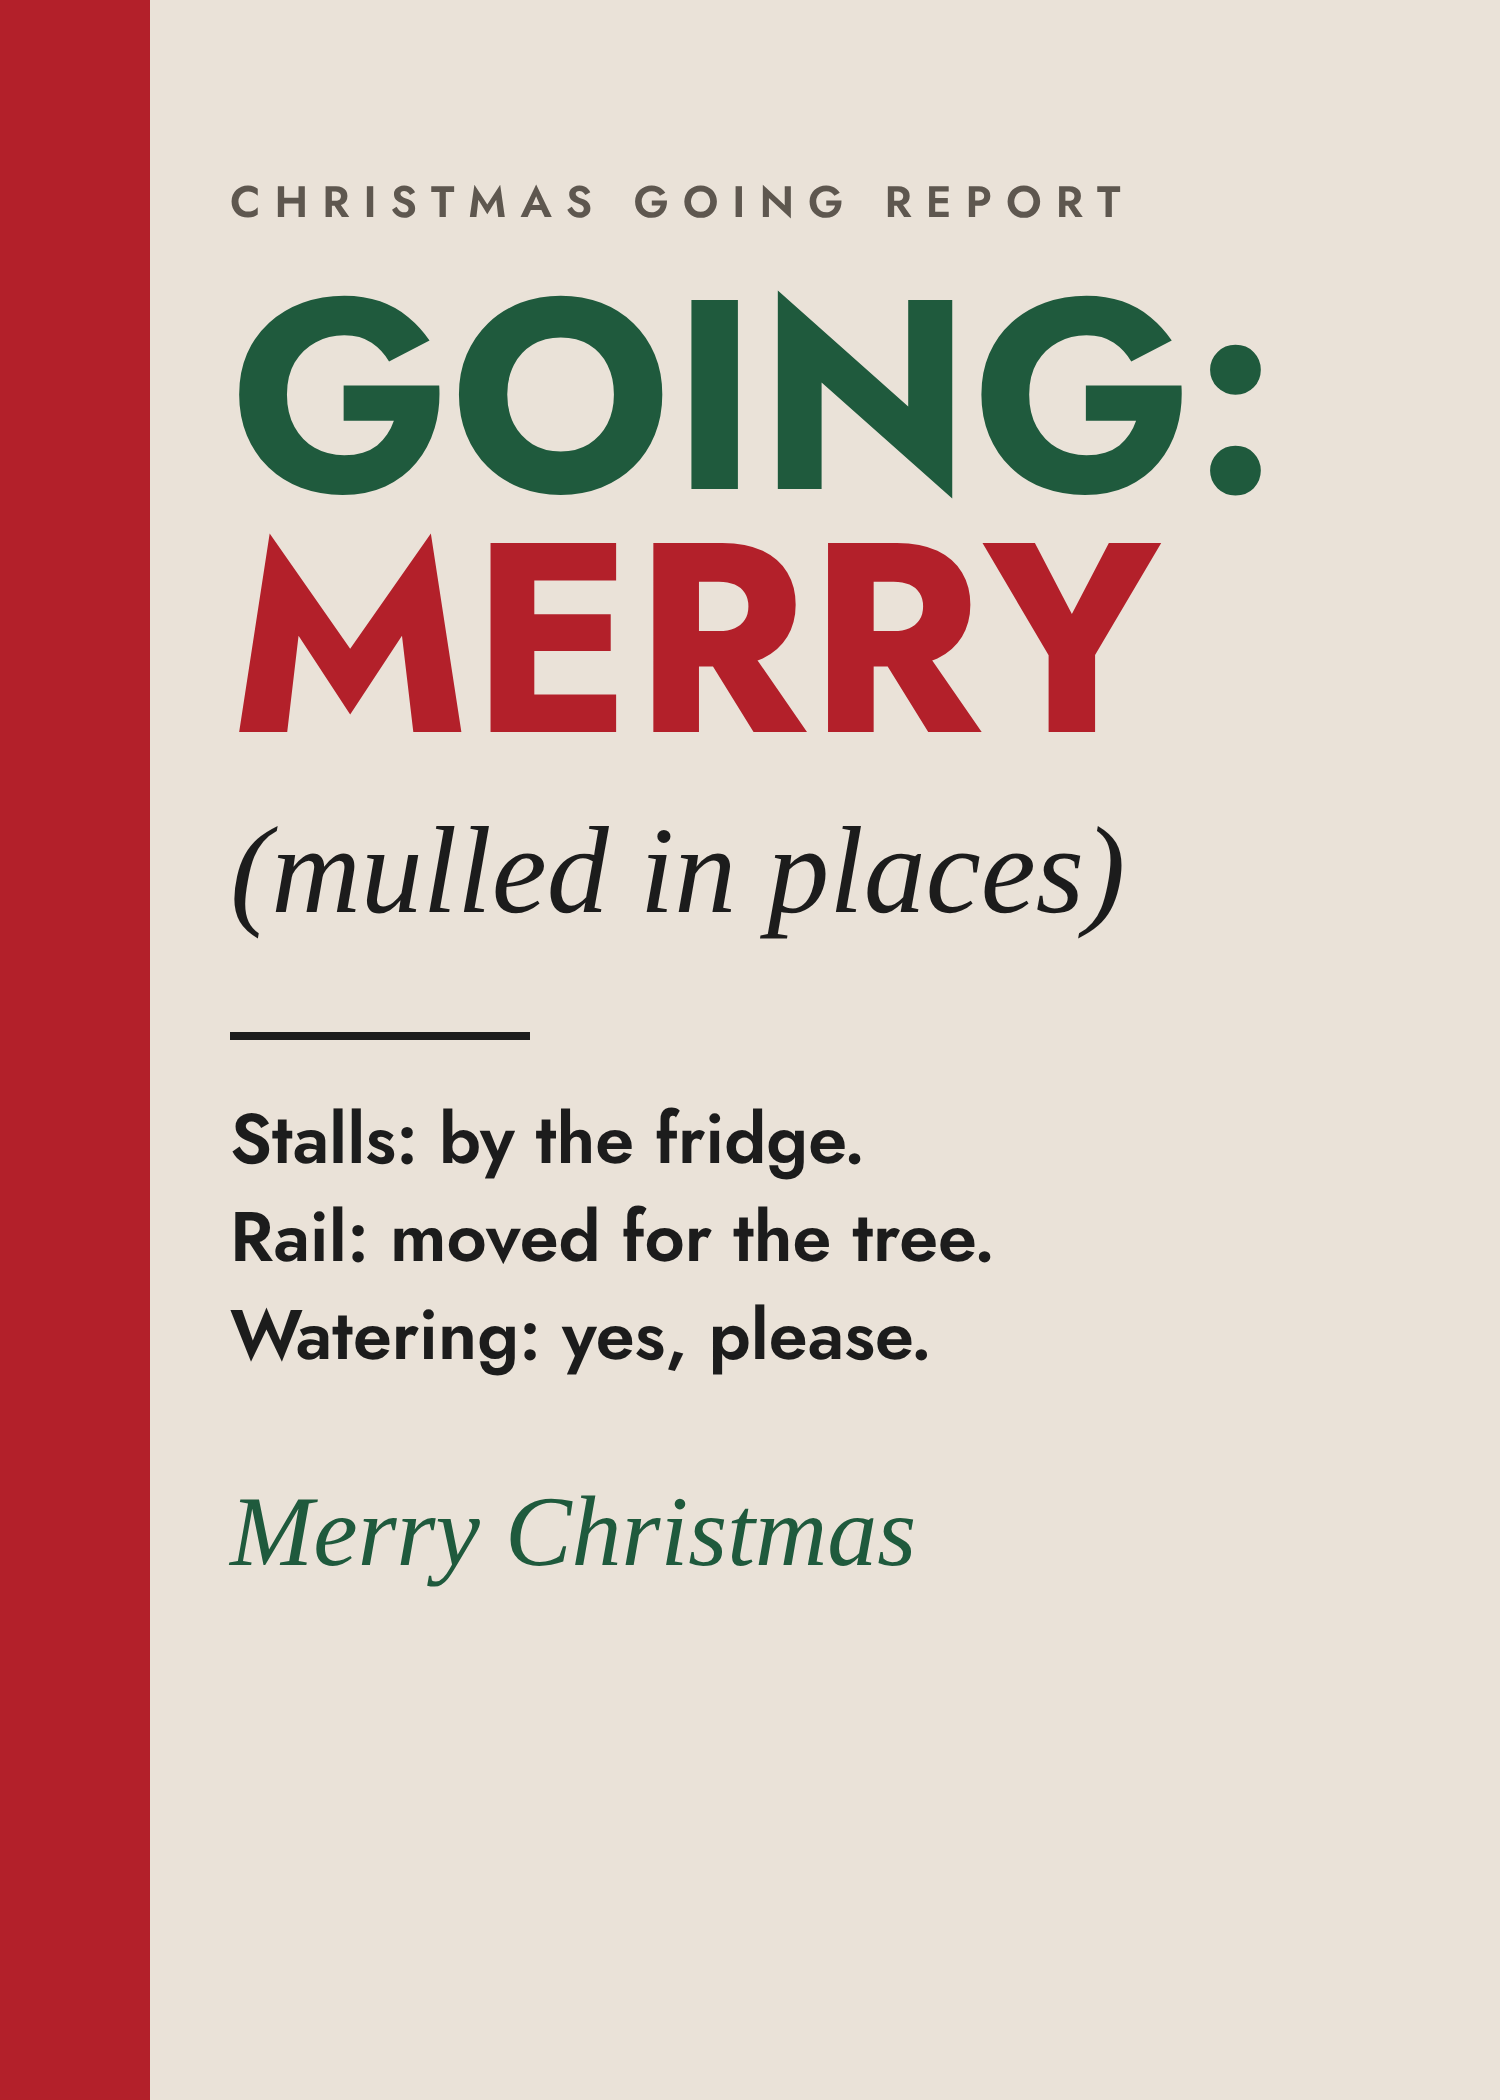 CHRISTMAS GOING REPORT
GOING:
MERRY
(mulled in places)
Stalls: by the fridge.
Rail: moved for the tree.
Watering: yes, please.
Merry Christmas